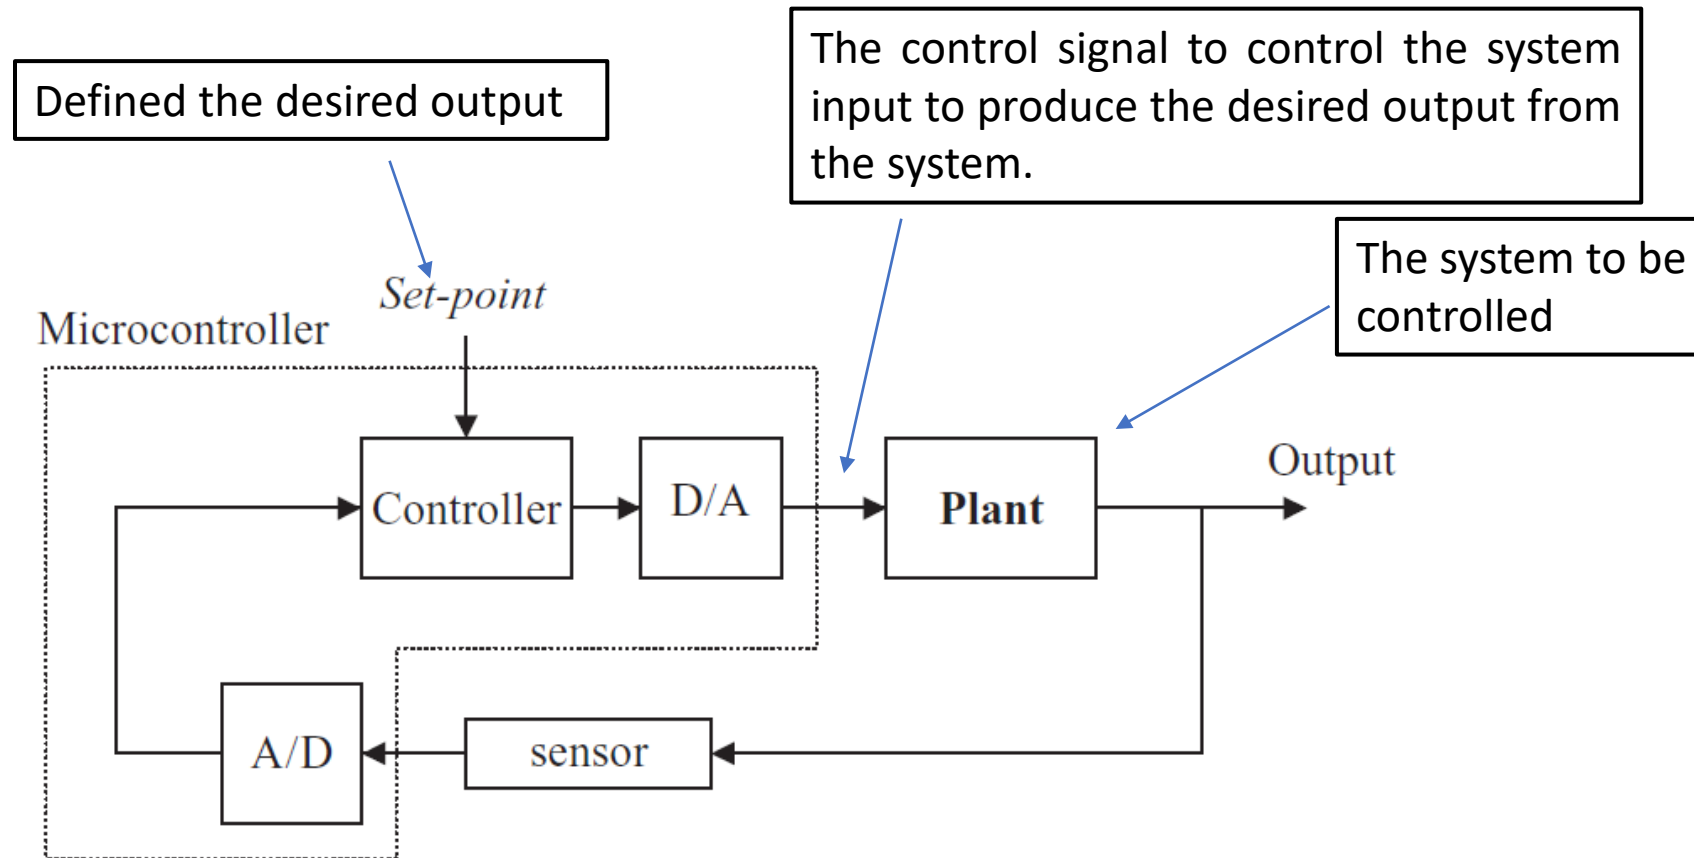 Defined the desired output
The control signal to control the system
input to produce the desired output from
the system.
The system to be
controlled
Set-point
Microcontroller
Controller
D/A
Plant
Output
A/D
sensor